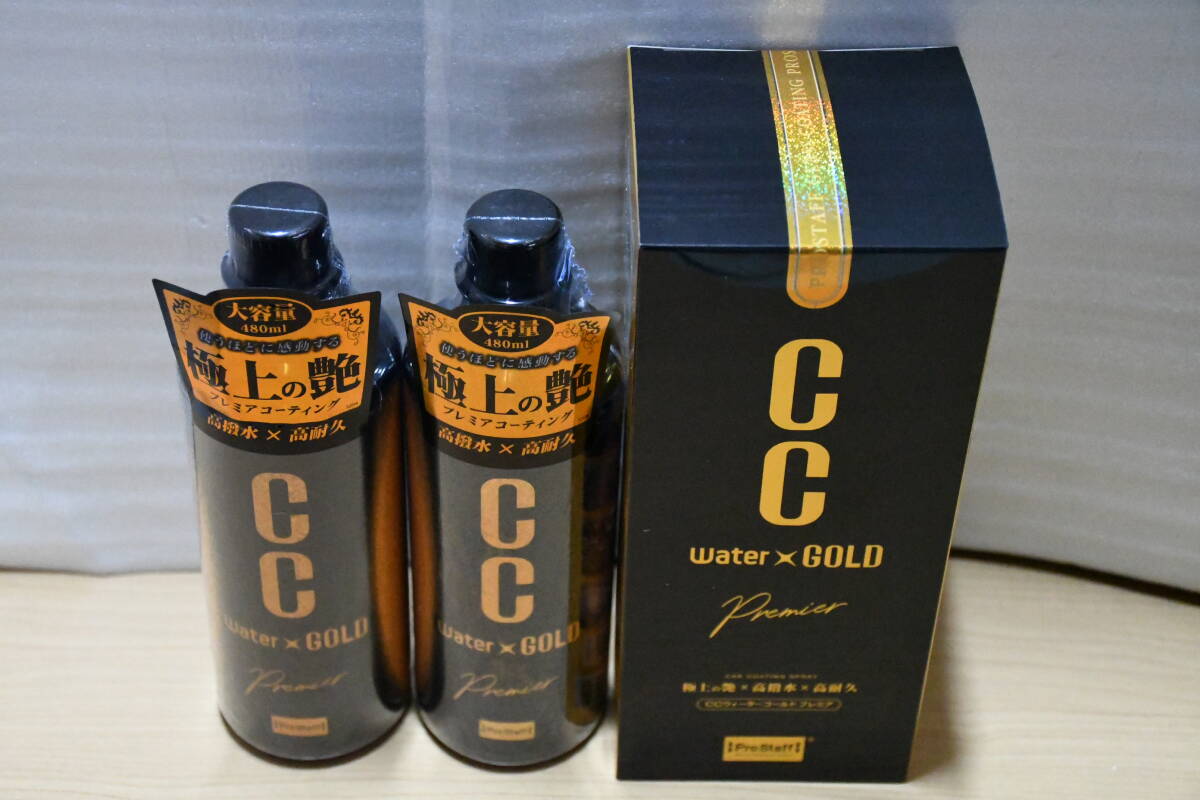 大容量
480ml
使うほどに感動する
極上の艶
プレミアコーティング
高撥水×高耐久
CC
water×GOLD
Premier
ProStaff
大容量
480ml
使うほどに感動する
極上の艶
プレミアコーティング
高撥水×高耐久
CC
water×GOLD
Premier
ProStaff
PROSTAFF
COATING PROS
CC
water×GOLD
Premier
CAR COATING SPRAY
極上の艶×高撥水×高耐久
CCウォーターゴールド プレミア
ProStaff